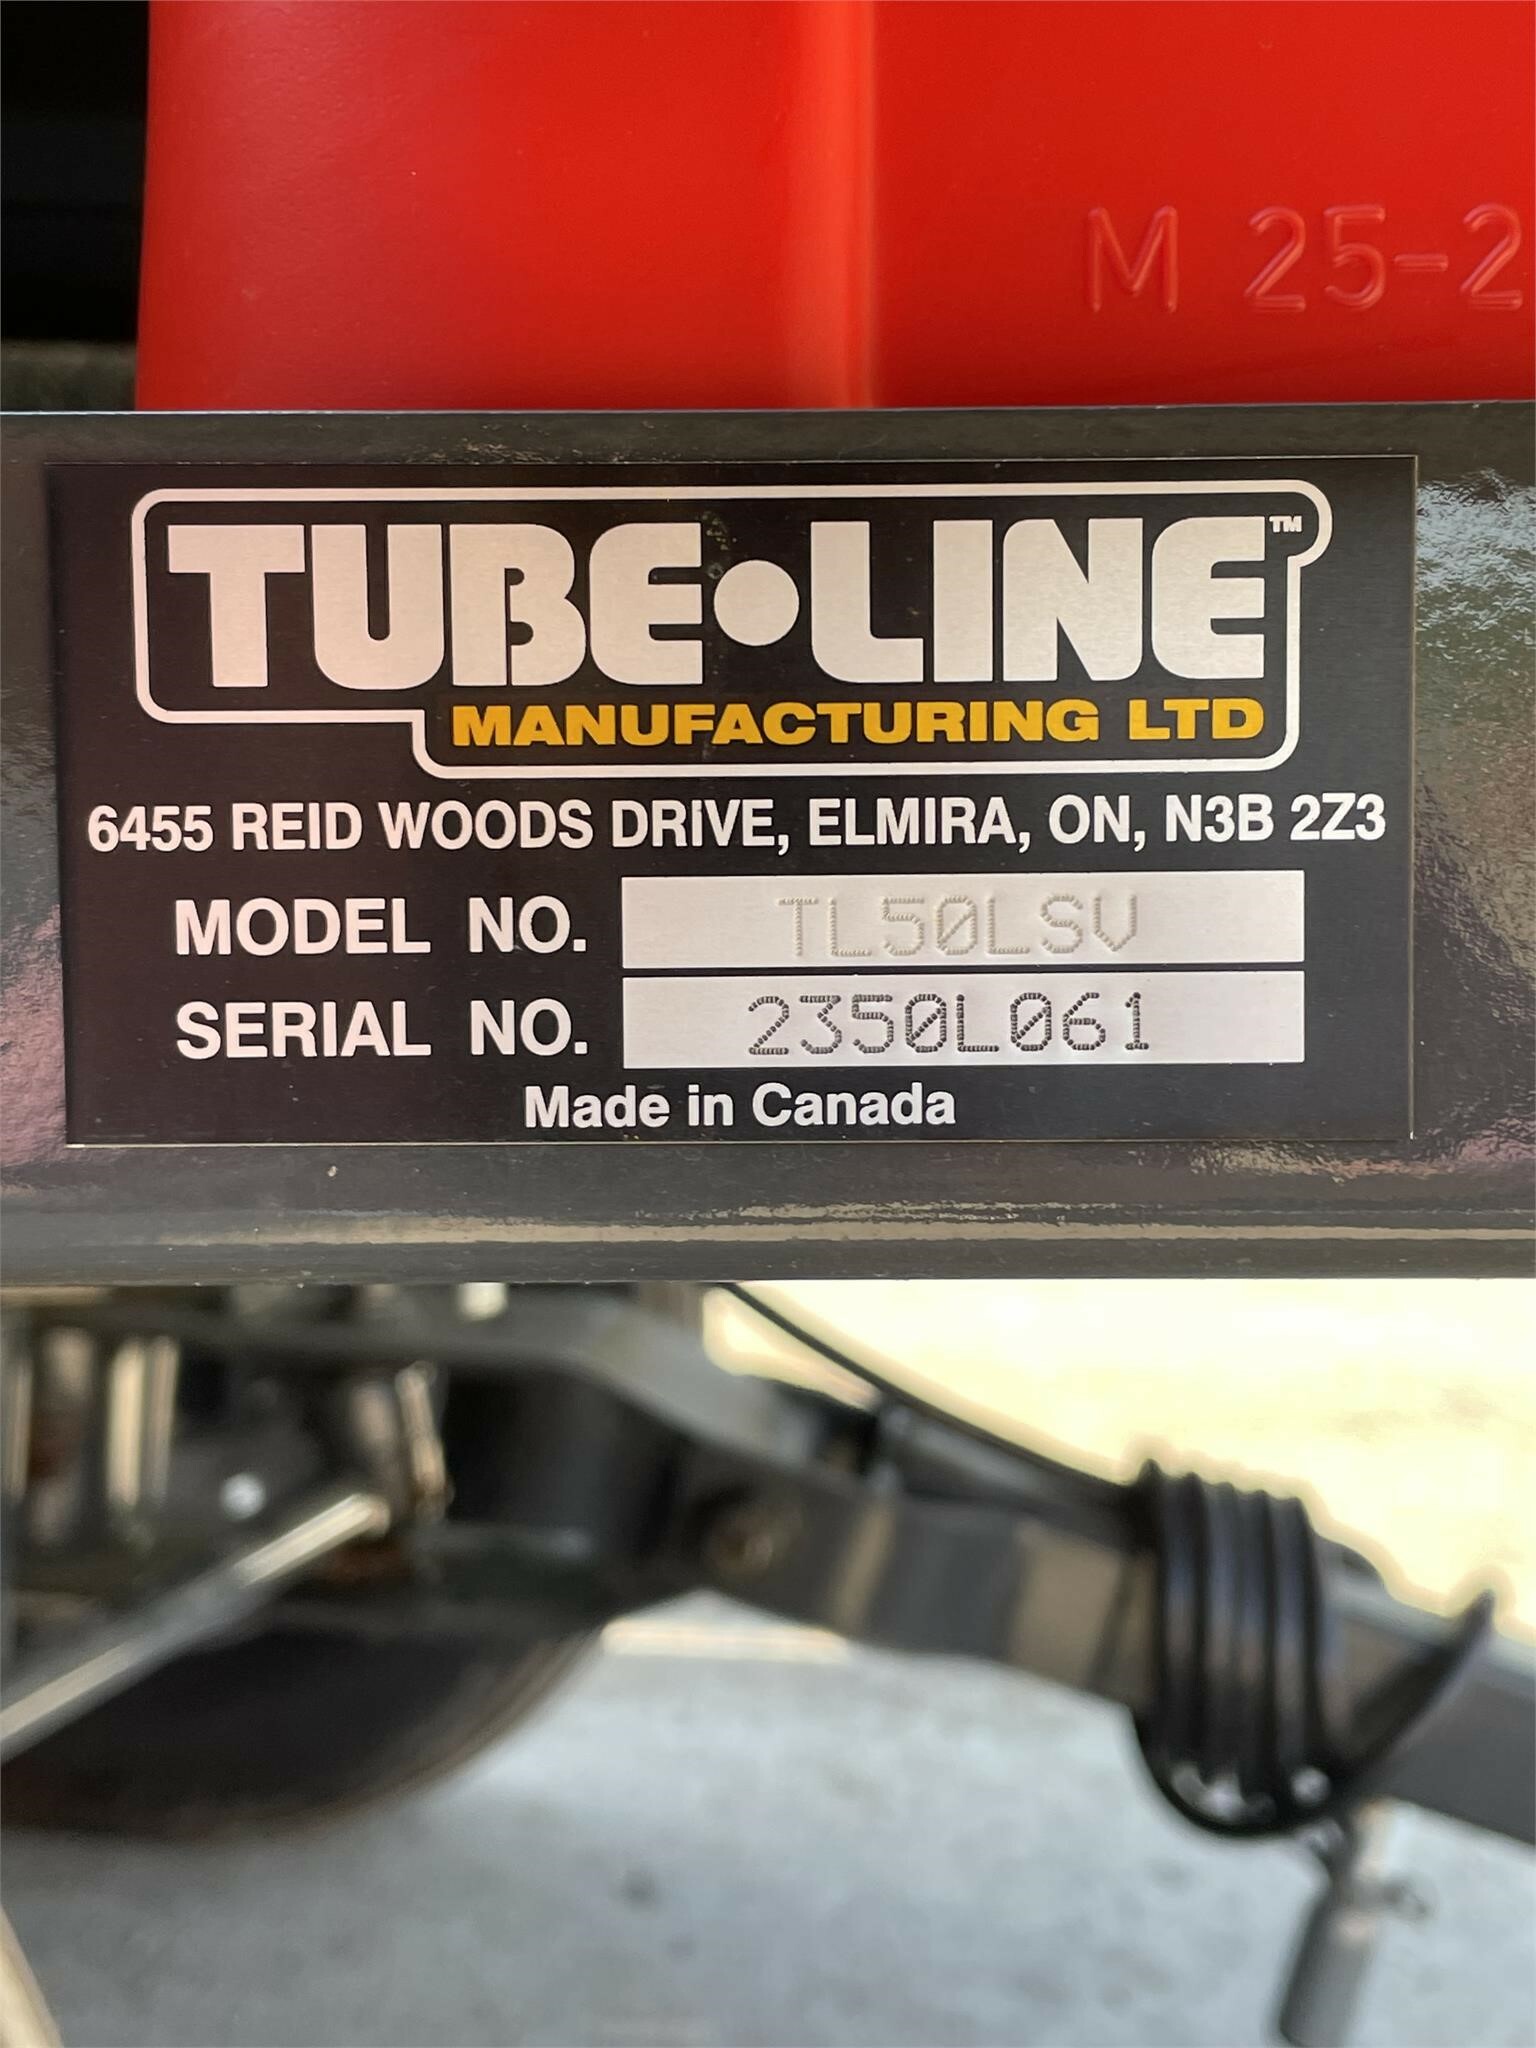 M 25-2
TUBE•LINE™
MANUFACTURING LTD
6455 REID WOODS DRIVE, ELMIRA, ON, N3B 2Z3
MODEL NO. TL50LSV
SERIAL NO. 2350L061
Made in Canada